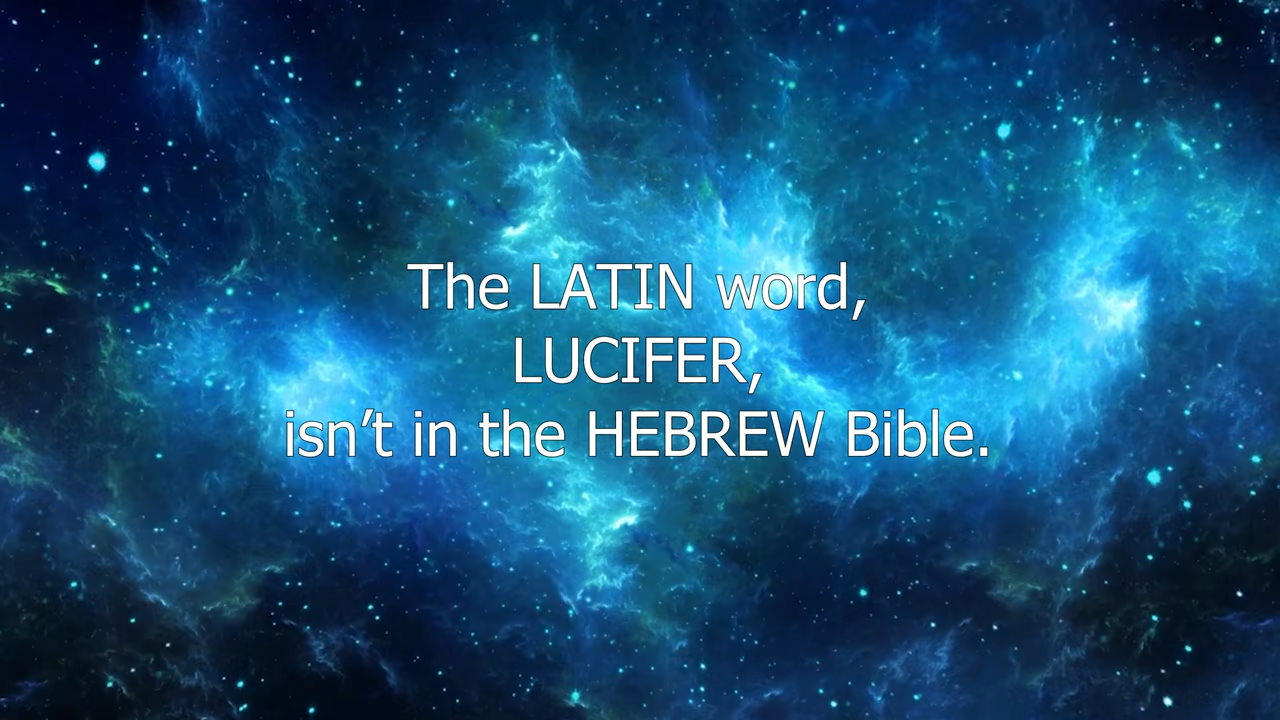 The LATIN word,
LUCIFER,
isn’t in the HEBREW Bible.